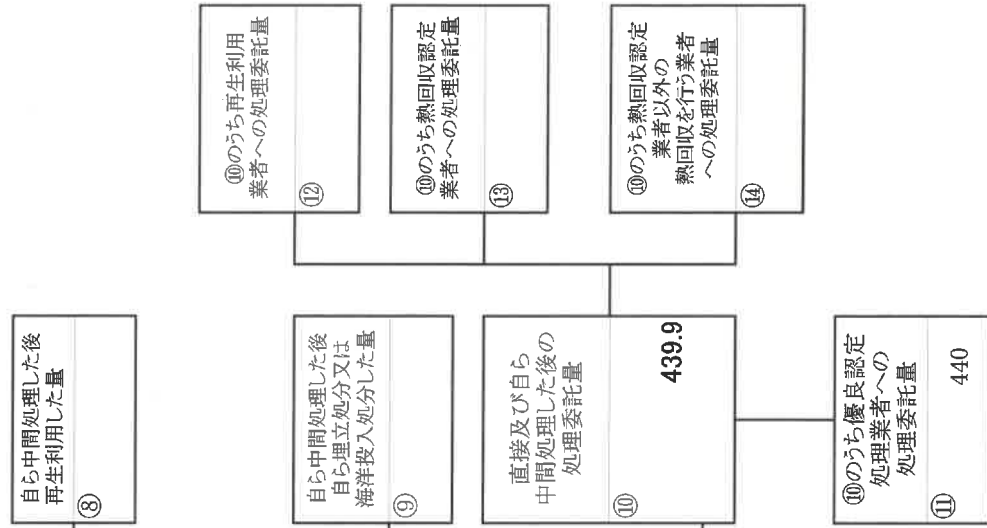 自ら中間処理した後
再生利用した量
⑧
自ら中間処理した後
自ら埋立処分又は
海洋投入処分した量
⑨
直接及び自ら
中間処理した後の
処理委託量
⑩
439.9
⑩のうち優良認定
処理業者への
処理委託量
⑪
440
⑩のうち再生利用
業者への処理委託量
⑫
⑩のうち熱回収認定
業者への処理委託量
⑬
⑩のうち熱回収認定
業者以外の
熱回収を行う業者
への処理委託量
⑭